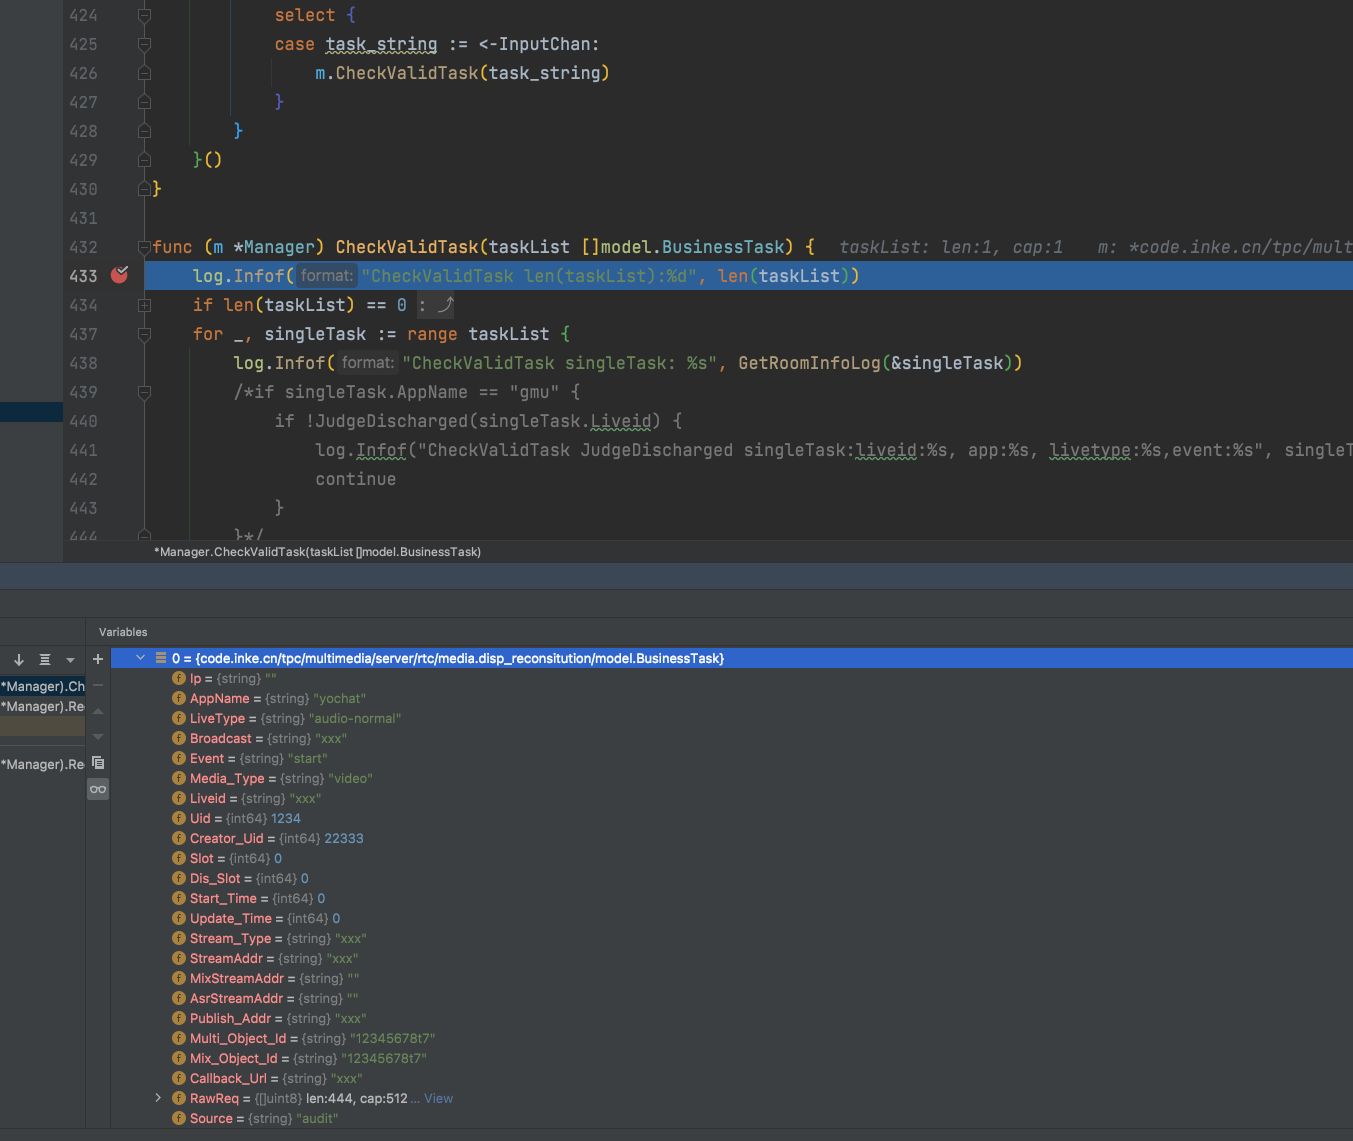 424 select {
425 case task_string := <-InputChan:
426 m.CheckValidTask(task_string)
427 }
428 }
429 }()
430 }
431
432 func (m *Manager) CheckValidTask(taskList []model.BusinessTask) { taskList: len:1, cap:1 m: *code.inke.cn/tpc/mult
433 log.Infof( format: "CheckValidTask len(taskList):%d", len(taskList))
434 if len(taskList) == 0 :
437 for _, singleTask := range taskList {
438 log.Infof( format: "CheckValidTask singleTask: %s", GetRoomInfoLog(&singleTask))
439 /*if singleTask.AppName == "gmu" {
440 if !JudgeDischarged(singleTask.Liveid) {
441 log.Infof("CheckValidTask JudgeDischarged singleTask:liveid:%s, app:%s, livetype:%s,event:%s", singleT
442 continue
443 }
444 }*/
*Manager.CheckValidTask(taskList []model.BusinessTask)
Variables
0 = {code.inke.cn/tpc/multimedia/server/rtc/media.disp_reconsitution/model.BusinessTask}
Ip = {string} ""
*Manager).Ch
AppName = {string} "yochat"
*Manager).Re
LiveType = {string} "audio-normal"
Broadcast = {string} "xxx"
Event = {string} "start"
*Manager).Re
Media_Type = {string} "video"
Liveid = {string} "xxx"
Uid = {int64} 1234
Creator_Uid = {int64} 22333
Slot = {int64} 0
Dis_Slot = {int64} 0
Start_Time = {int64} 0
Update_Time = {int64} 0
Stream_Type = {string} "xxx"
StreamAddr = {string} "xxx"
MixStreamAddr = {string} ""
AsrStreamAddr = {string} ""
Publish_Addr = {string} "xxx"
Multi_Object_Id = {string} "12345678t7"
Mix_Object_Id = {string} "12345678t7"
Callback_Url = {string} "xxx"
RawReq = {[]uint8} len:444, cap:512 ... View
Source = {string} "audit"